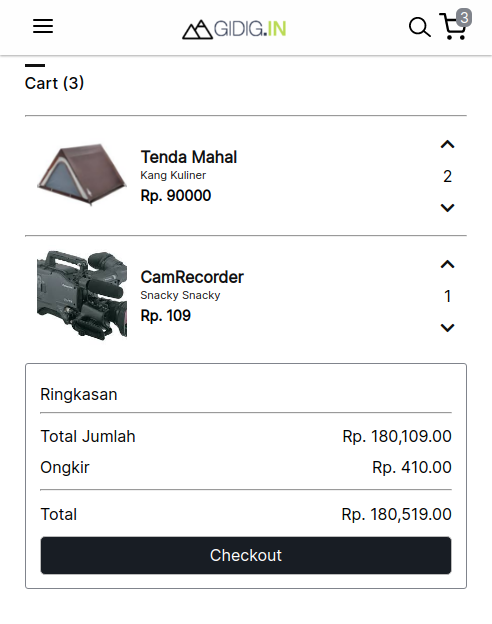 GIDIG.IN
3
Cart (3)
Tenda Mahal
Kang Kuliner
Rp. 90000
2
CamRecorder
Snacky Snacky
Rp. 109
1
Ringkasan
Total Jumlah Rp. 180,109.00
Ongkir Rp. 410.00
Total Rp. 180,519.00
Checkout